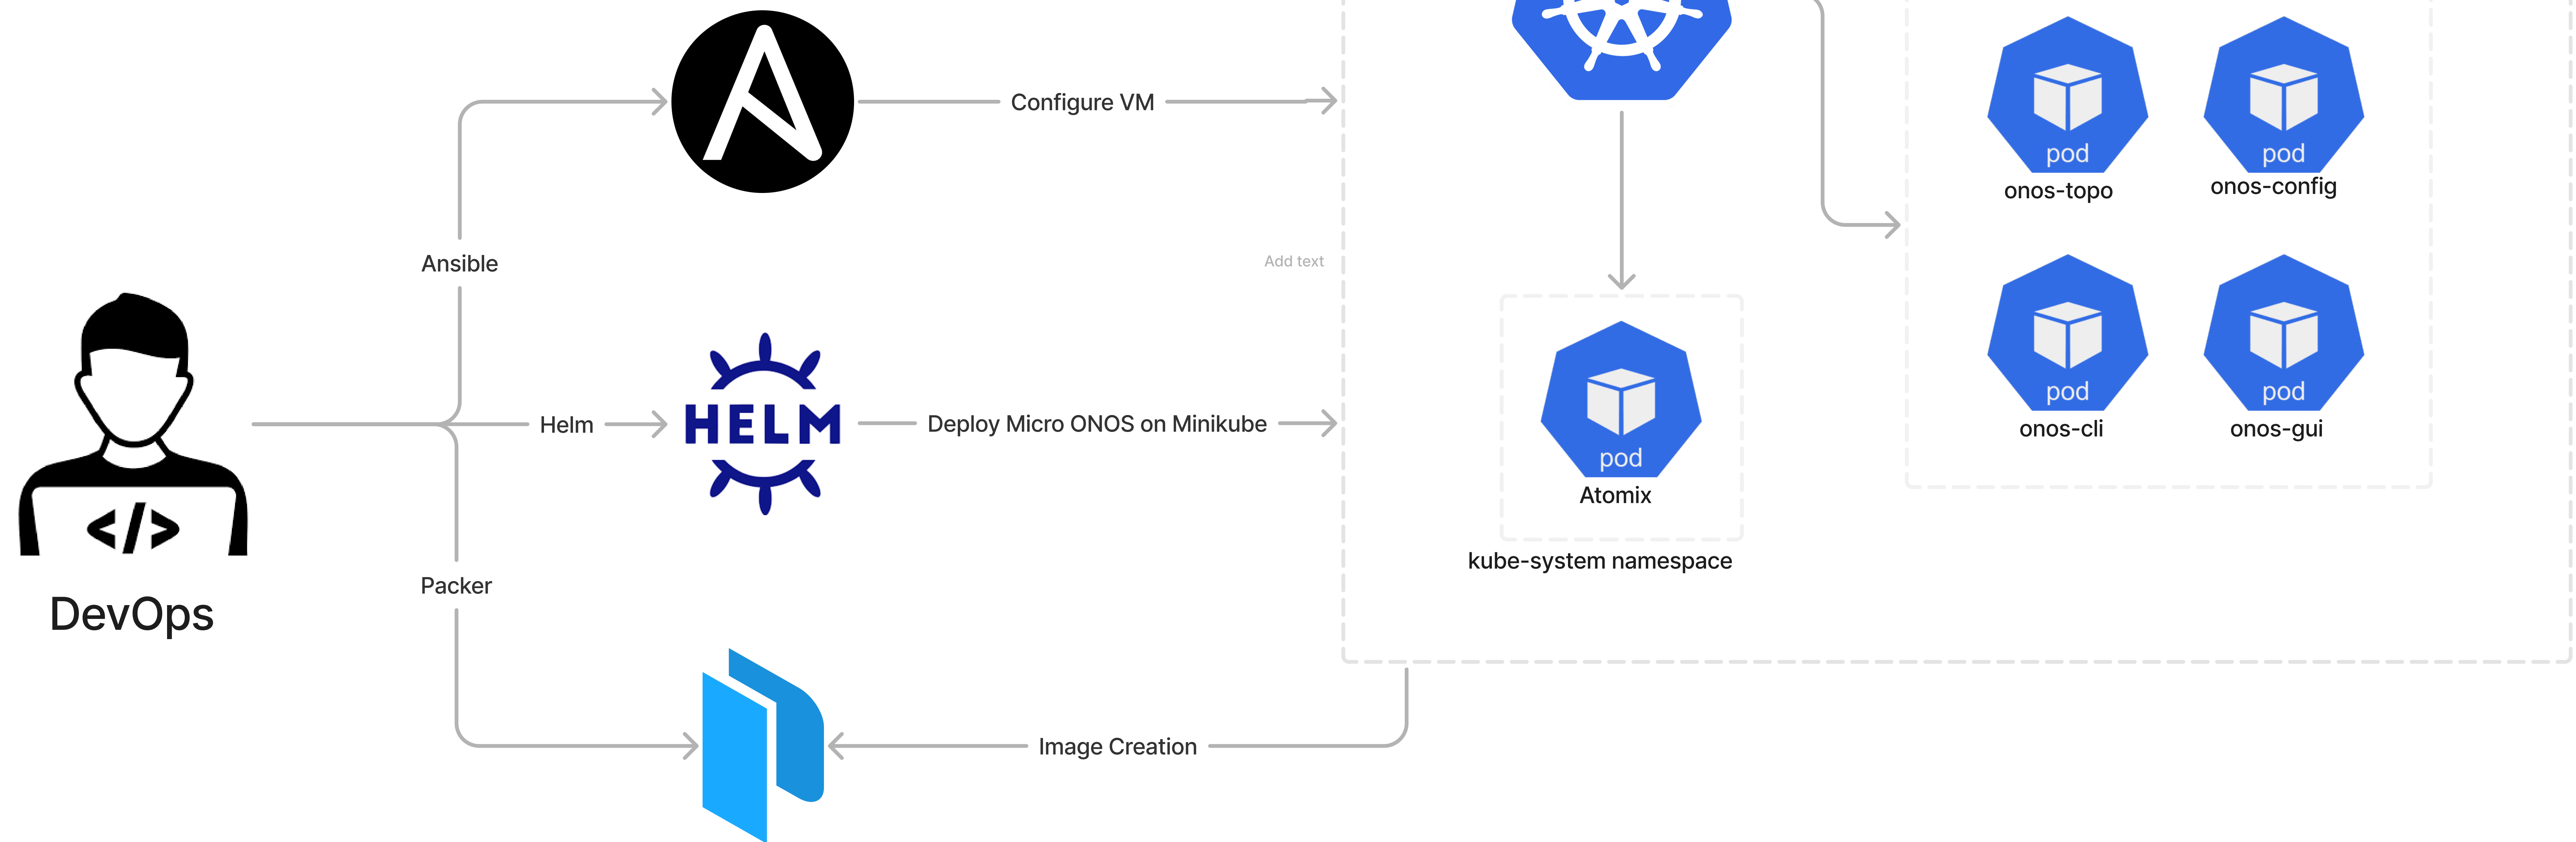 Configure VM
pod
pod
onos-topo
onos-config
Ansible
Add text
pod
pod
onos-cli
onos-gui
Helm
HELM
Deploy Micro ONOS on Minikube
pod
Atomix
kube-system namespace
</>
DevOps
Packer
Image Creation